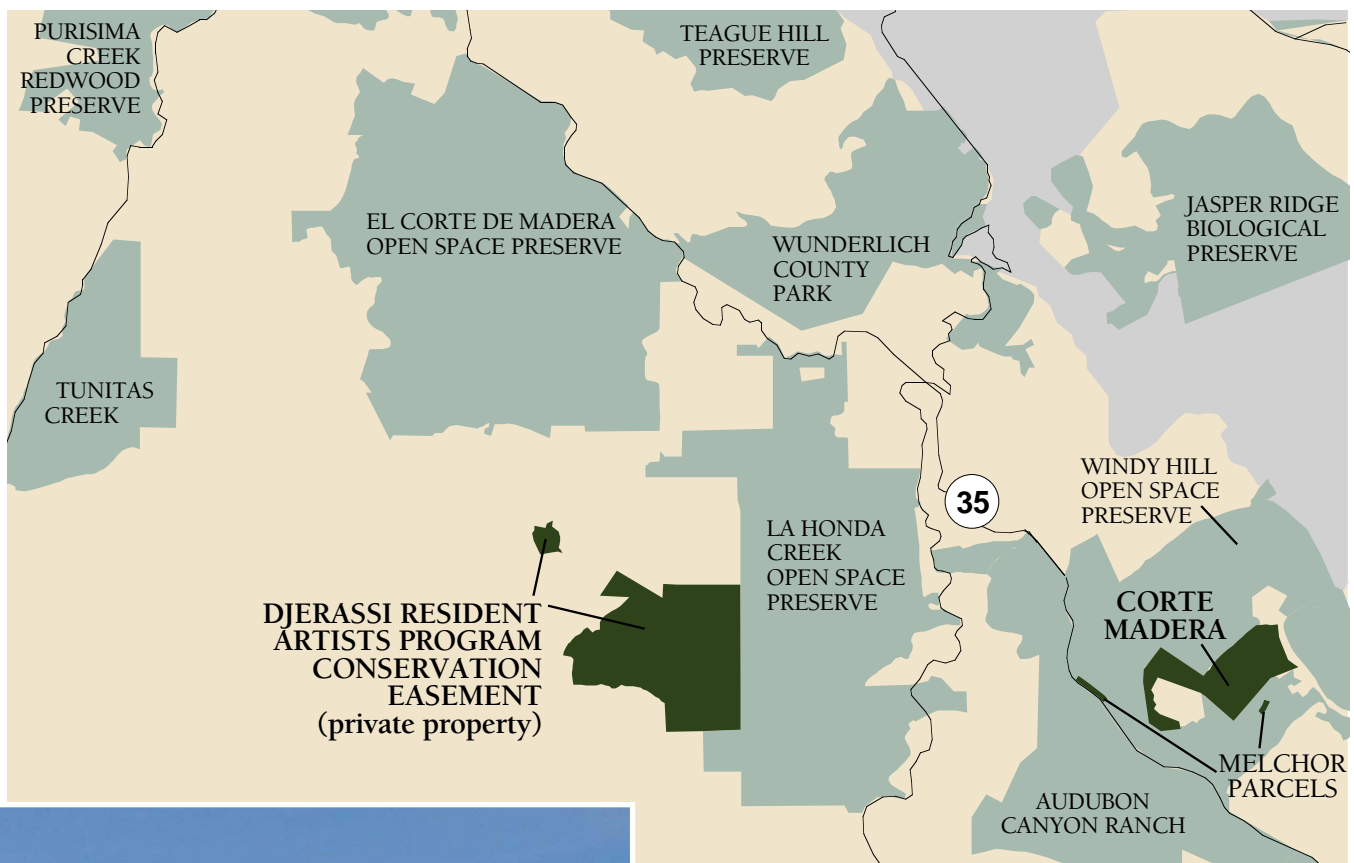 PURISIMA
CREEK
REDWOOD
PRESERVE
TEAGUE HILL
PRESERVE
EL CORTE DE MADERA
OPEN SPACE PRESERVE
WUNDERLICH
COUNTY
PARK
JASPER RIDGE
BIOLOGICAL
PRESERVE
TUNITAS
CREEK
35
WINDY HILL
OPEN SPACE
PRESERVE
LA HONDA
CREEK
OPEN SPACE
PRESERVE
DJERASSI RESIDENT
ARTISTS PROGRAM
CONSERVATION
EASEMENT
(private property)
CORTE
MADERA
MELCHOR
PARCELS
AUDUBON
CANYON RANCH